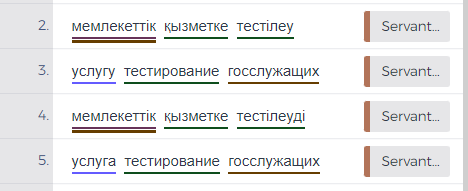 2. мемлекеттік қызметке тестілеу Servant...
3. услугу тестирование госслужащих Servant...
4. мемлекеттік қызметке тестілеуді Servant...
5. услуга тестирование госслужащих Servant...